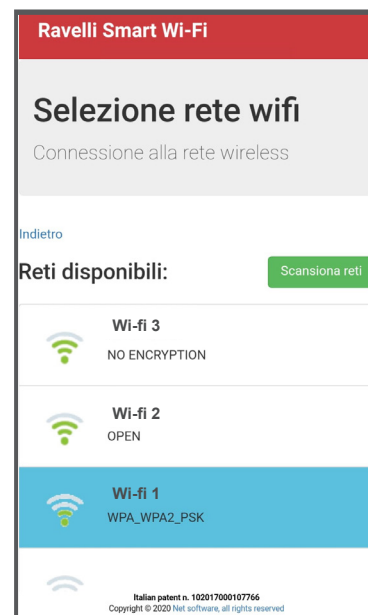 Ravelli Smart Wi-Fi
Selezione rete wifi
Connessione alla rete wireless
Indietro
Reti disponibili:
Scansiona reti
Wi-fi 3
NO ENCRYPTION
Wi-fi 2
OPEN
Wi-fi 1
WPA_WPA2_PSK
Italian patent n. 102017000107766
Copyright © 2020 Net software, all rights reserved